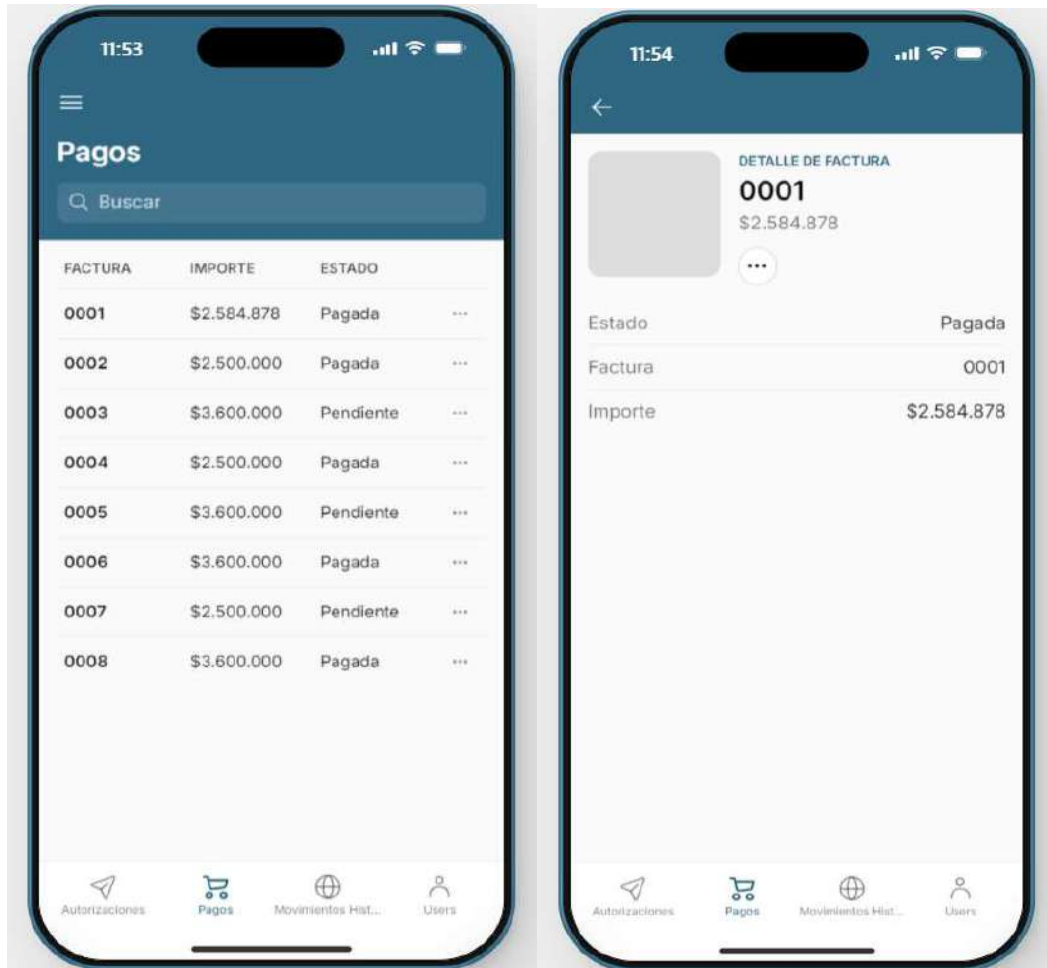 11:53
Pagos
Buscar
FACTURA IMPORTE ESTADO
0001 $2.584.878 Pagada ...
0002 $2.500.000 Pagada ...
0003 $3.600.000 Pendiente ...
0004 $2.500.000 Pagada ...
0005 $3.600.000 Pendiente ...
0006 $3.600.000 Pagada ...
0007 $2.500.000 Pendiente ...
0008 $3.600.000 Pagada ...
Autorizaciones Pagos Movimientos Hist... Users
11:54
DETALLE DE FACTURA
0001
$2.584.878
...
Estado Pagada
Factura 0001
Importe $2.584.878
Autorizaciones Pagos Movimientos Hist... Users